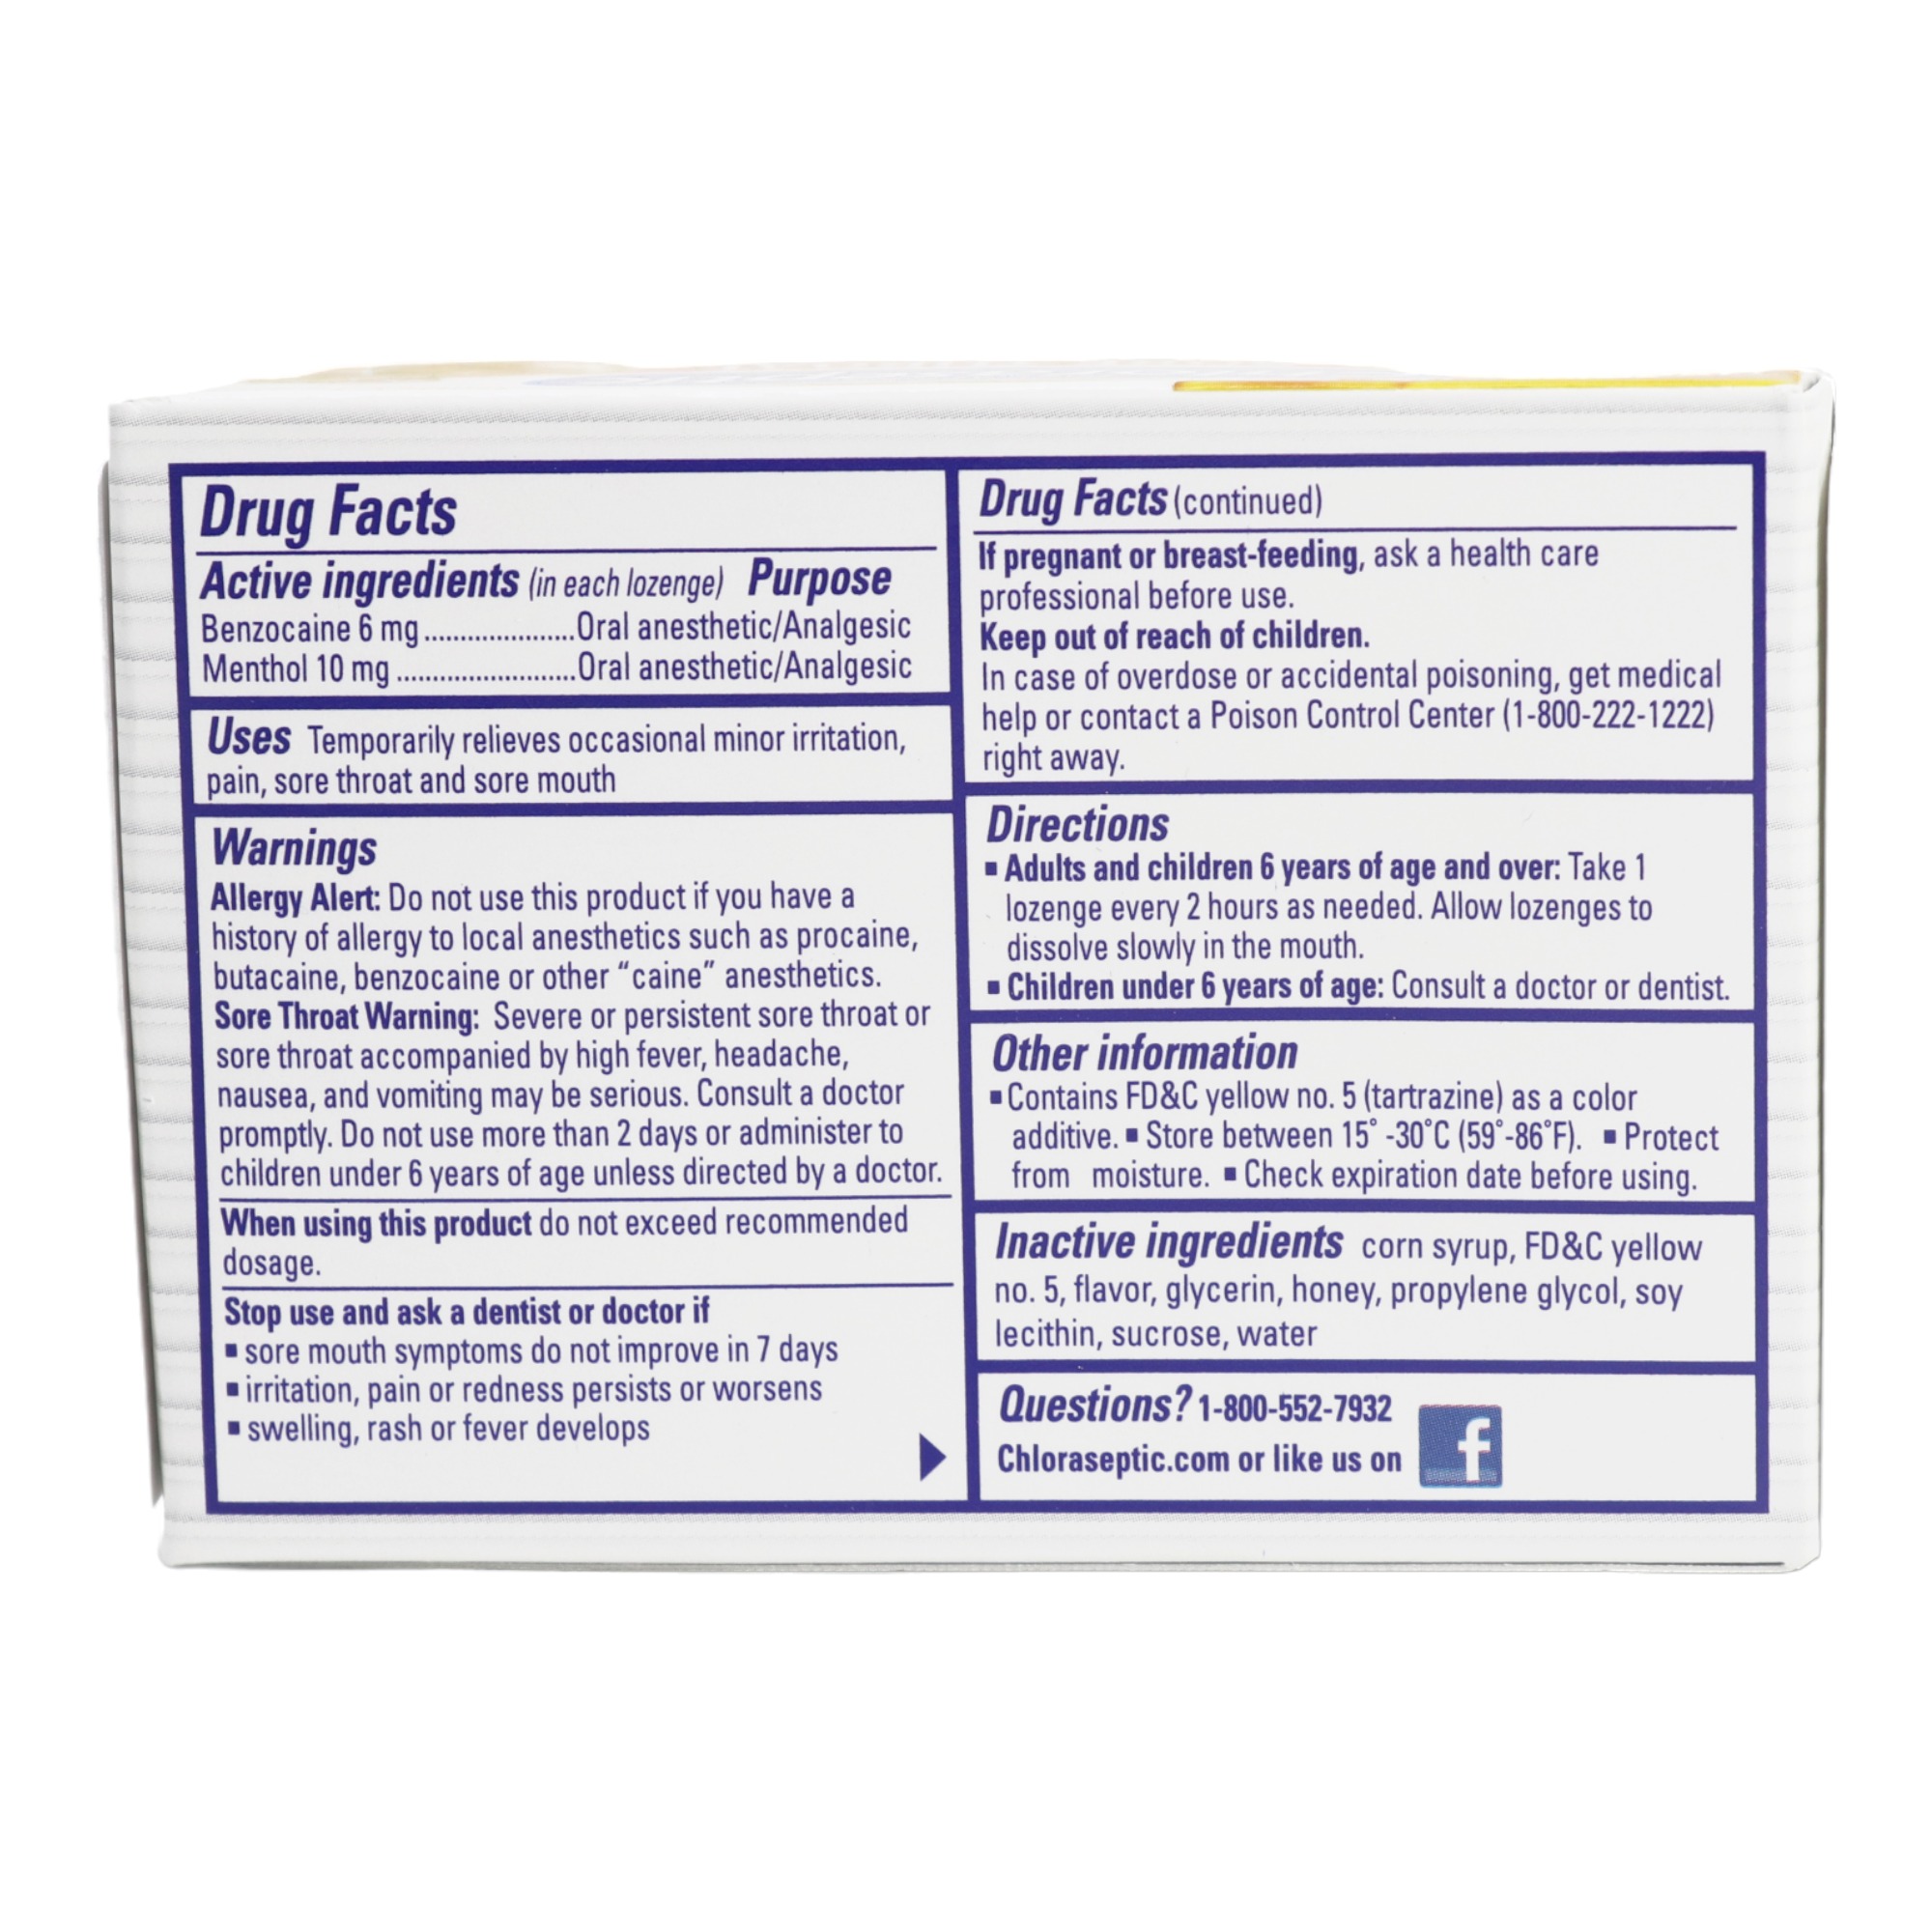 Drug Facts
Active ingredients (in each lozenge) Purpose
Benzocaine 6 mg.....................Oral anesthetic/Analgesic
Menthol 10 mg.........................Oral anesthetic/Analgesic
Uses Temporarily relieves occasional minor irritation,
pain, sore throat and sore mouth
Warnings
Allergy Alert: Do not use this product if you have a
history of allergy to local anesthetics such as procaine,
butacaine, benzocaine or other “caine” anesthetics.
Sore Throat Warning: Severe or persistent sore throat or
sore throat accompanied by high fever, headache,
nausea, and vomiting may be serious. Consult a doctor
promptly. Do not use more than 2 days or administer to
children under 6 years of age unless directed by a doctor.
When using this product do not exceed recommended
dosage.
Stop use and ask a dentist or doctor if
▪ sore mouth symptoms do not improve in 7 days
▪ irritation, pain or redness persists or worsens
▪ swelling, rash or fever develops
Drug Facts (continued)
If pregnant or breast-feeding, ask a health care
professional before use.
Keep out of reach of children.
In case of overdose or accidental poisoning, get medical
help or contact a Poison Control Center (1-800-222-1222)
right away.
Directions
▪ Adults and children 6 years of age and over: Take 1
lozenge every 2 hours as needed. Allow lozenges to
dissolve slowly in the mouth.
▪ Children under 6 years of age: Consult a doctor or dentist.
Other information
▪ Contains FD&C yellow no. 5 (tartrazine) as a color
additive. ▪ Store between 15˚ -30˚C (59˚-86˚F). ▪ Protect
from moisture. ▪ Check expiration date before using.
Inactive ingredients corn syrup, FD&C yellow
no. 5, flavor, glycerin, honey, propylene glycol, soy
lecithin, sucrose, water
Questions? 1-800-552-7932
Chloraseptic.com or like us on f